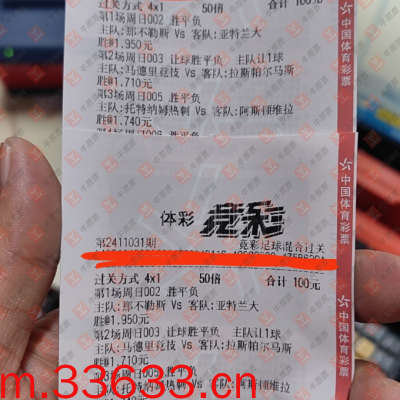 过关方式 4x1 50倍 合计 100元
第1场周日002 胜平负
主队:那不勒斯 Vs 客队:亚特兰大
胜@1.950元
第2场周日003 让球胜平负 主队让1球
主队:马德里竞技 Vs 客队:拉斯帕尔马斯
胜@1.710元
第3场周日005 胜平负
主队:托特纳姆热刺 Vs 客队:阿斯顿维拉
胜@1.740元
中国体育彩票
体彩 竞彩
第2411031期 竞彩足球混合过关
过关方式 4x1 50倍 合计 100元
第1场周日002 胜平负
主队:那不勒斯 Vs 客队:亚特兰大
胜@1.950元
第2场周日003 让球胜平负 主队让1球
主队:马德里竞技 Vs 客队:拉斯帕尔马斯
胜@1.710元
第3场周日005 胜平负
中国体育彩票
m.33633.cn